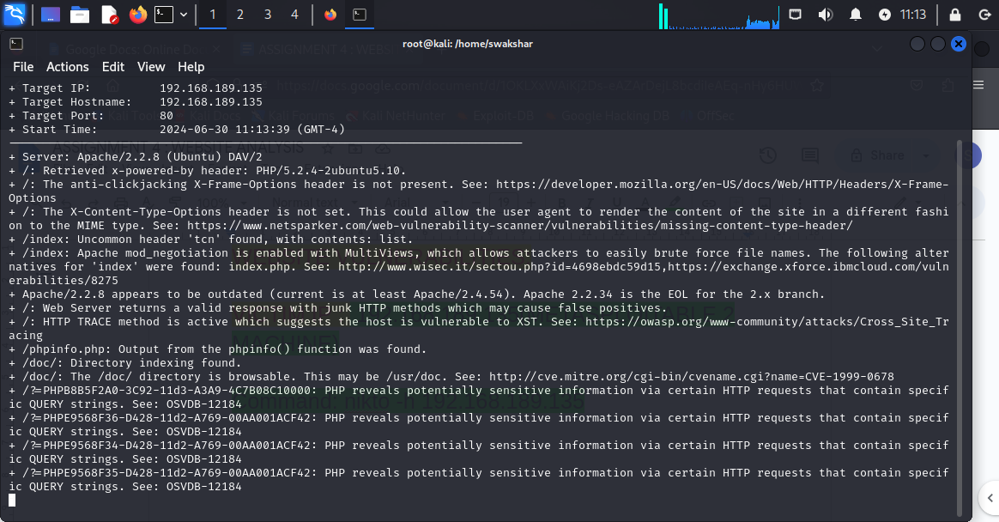 1 2 3 4 11:13
root@kali: /home/swakshar
File Actions Edit View Help
+ Target IP: 192.168.189.135
+ Target Hostname: 192.168.189.135
+ Target Port: 80
+ Start Time: 2024-06-30 11:13:39 (GMT-4)
+ Server: Apache/2.2.8 (Ubuntu) DAV/2
+ /: Retrieved x-powered-by header: PHP/5.2.4-2ubuntu5.10.
+ /: The anti-clickjacking X-Frame-Options header is not present. See: https://developer.mozilla.org/en-US/docs/Web/HTTP/Headers/X-Frame-
Options
+ /: The X-Content-Type-Options header is not set. This could allow the user agent to render the content of the site in a different fashi
on to the MIME type. See: https://www.netsparker.com/web-vulnerability-scanner/vulnerabilities/missing-content-type-header/
+ /index: Uncommon header 'tcn' found, with contents: list.
+ /index: Apache mod_negotiation is enabled with MultiViews, which allows attackers to easily brute force file names. The following alter
natives for 'index' were found: index.php. See: http://www.wisec.it/sectou.php?id=4698ebdc59d15,https://exchange.xforce.ibmcloud.com/vuln
erabilities/8275
+ Apache/2.2.8 appears to be outdated (current is at least Apache/2.4.54). Apache 2.2.34 is the EOL for the 2.x branch.
+ /: Web Server returns a valid response with junk HTTP methods which may cause false positives.
+ /: HTTP TRACE method is active which suggests the host is vulnerable to XST. See: https://owasp.org/www-community/attacks/Cross_Site_Tr
acing
+ /phpinfo.php: Output from the phpinfo() function was found.
+ /doc/: Directory indexing found.
+ /doc/: The /doc/ directory is browsable. This may be /usr/doc. See: http://cve.mitre.org/cgi-bin/cvename.cgi?name=CVE-1999-0678
+ /?=PHPB8B5F2A0-3C92-11d3-A3A9-4C7B08C10000: PHP reveals potentially sensitive information via certain HTTP requests that contain specif
ic QUERY strings. See: OSVDB-12184
+ /?=PHPE9568F36-D428-11d2-A769-00AA001ACF42: PHP reveals potentially sensitive information via certain HTTP requests that contain specif
ic QUERY strings. See: OSVDB-12184
+ /?=PHPE9568F34-D428-11d2-A769-00AA001ACF42: PHP reveals potentially sensitive information via certain HTTP requests that contain specif
ic QUERY strings. See: OSVDB-12184
+ /?=PHPE9568F35-D428-11d2-A769-00AA001ACF42: PHP reveals potentially sensitive information via certain HTTP requests that contain specif
ic QUERY strings. See: OSVDB-12184